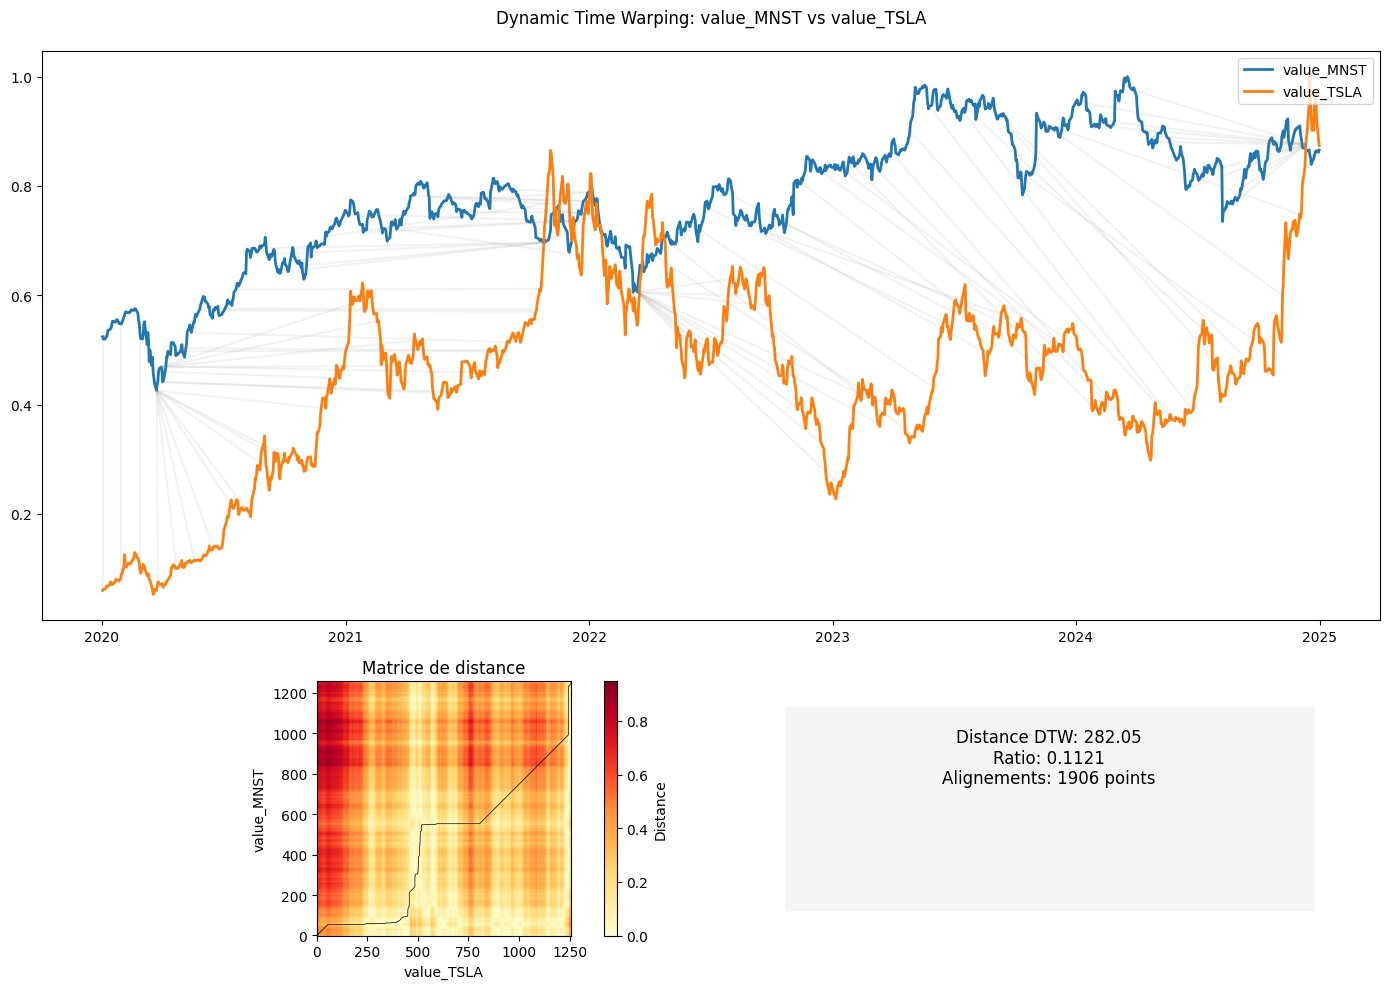 Dynamic Time Warping: value_MNST vs value_TSLA
value_MNST
value_TSLA
1.0
0.8
0.6
0.4
0.2
2020 2021 2022 2023 2024 2025
Matrice de distance
1200
1000
800
600
400
200
0
value_MNST
0 250 500 750 1000 1250
value_TSLA
0.8
0.6
0.4
0.2
0.0
Distance
Distance DTW: 282.05
Ratio: 0.1121
Alignements: 1906 points